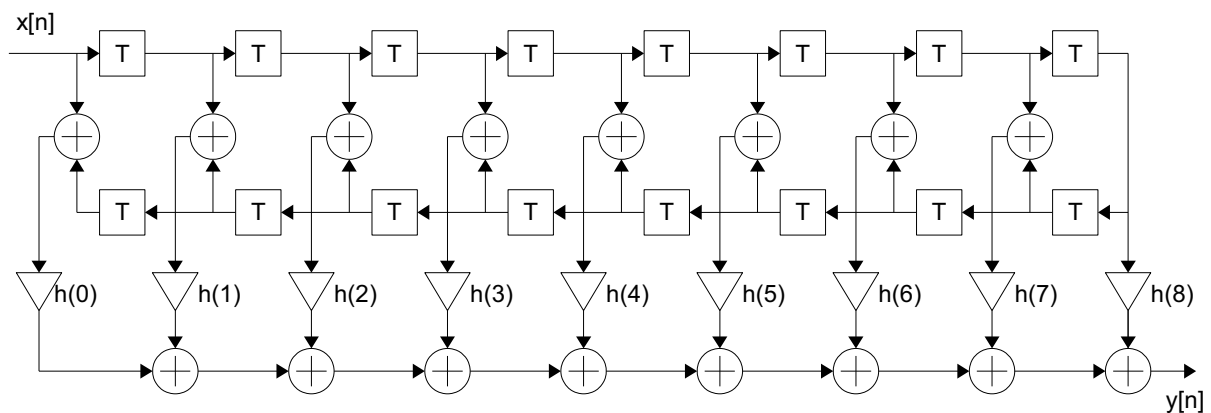 x[n]
T T T T T T T T
T T T T T T T T
h(0) h(1) h(2) h(3) h(4) h(5) h(6) h(7) h(8)
y[n]